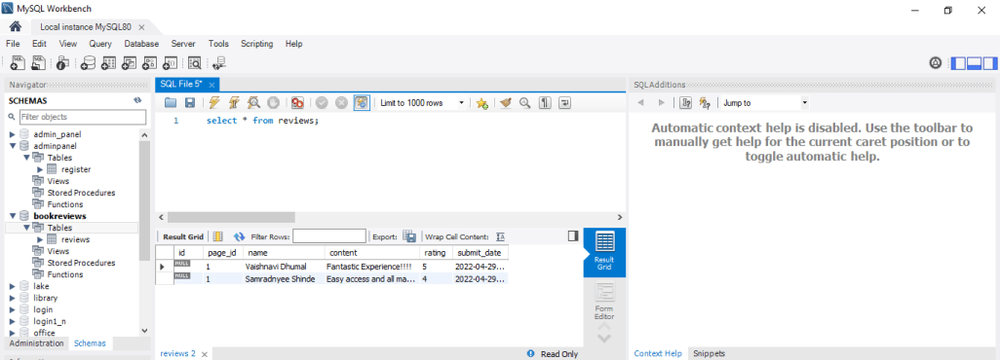 MySQL Workbench
Local instance MySQL80 ×
File Edit View Query Database Server Tools Scripting Help
Navigator
SCHEMAS
Filter objects
admin_panel
adminpanel
Tables
register
Views
Stored Procedures
Functions
bookreviews
Tables
reviews
Views
Stored Procedures
Functions
lake
library
login
login1_n
office
Administration Schemas
SQL File 5* ×
Limit to 1000 rows
1 select * from reviews;
Result Grid Filter Rows: Export: Wrap Cell Content:
id page_id name content rating submit_date
NULL 1 Vaishnavi Dhumal Fantastic Experience!!!! 5 2022-04-29...
NULL 1 Samradnyee Shinde Easy access and all ma... 4 2022-04-29...
Result
Grid
Form
Editor
reviews 2 × Read Only
SQLAdditions
Jump to
Automatic context help is disabled. Use the toolbar to
manually get help for the current caret position or to
toggle automatic help.
Context Help Snippets